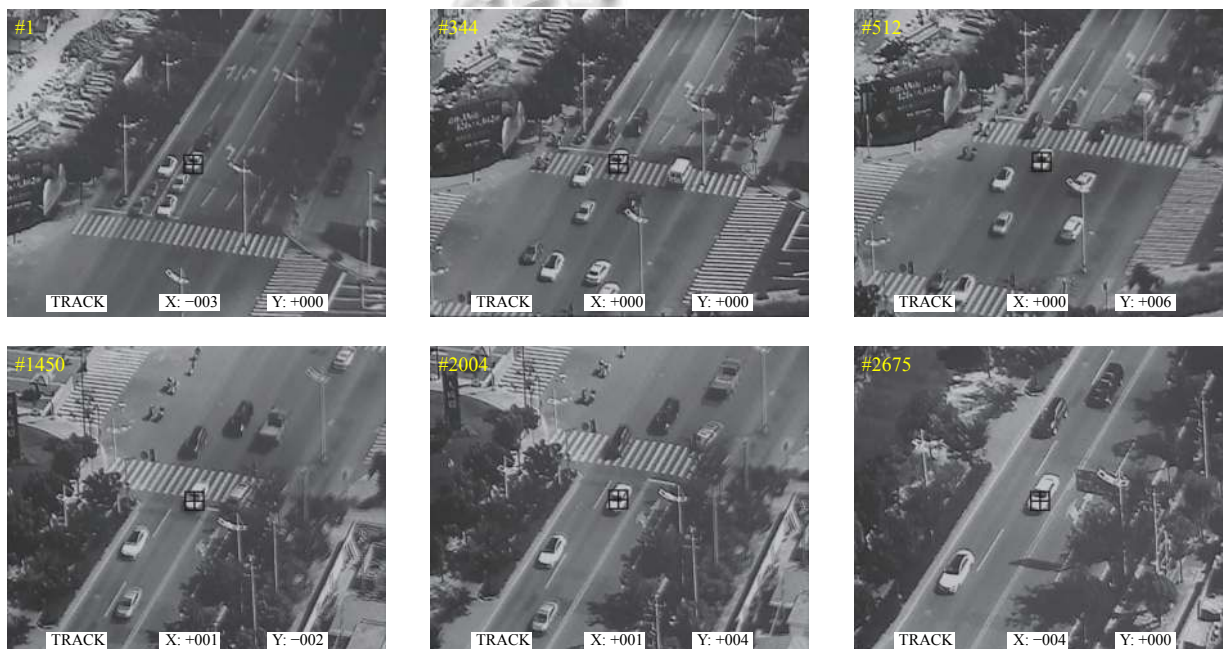 #1
TRACK X: −003 Y: +000
#344
TRACK X: +000 Y: +000
#512
TRACK X: +000 Y: +006
#1450
TRACK X: +001 Y: −002
#2004
TRACK X: +001 Y: +004
#2675
TRACK X: −004 Y: +000